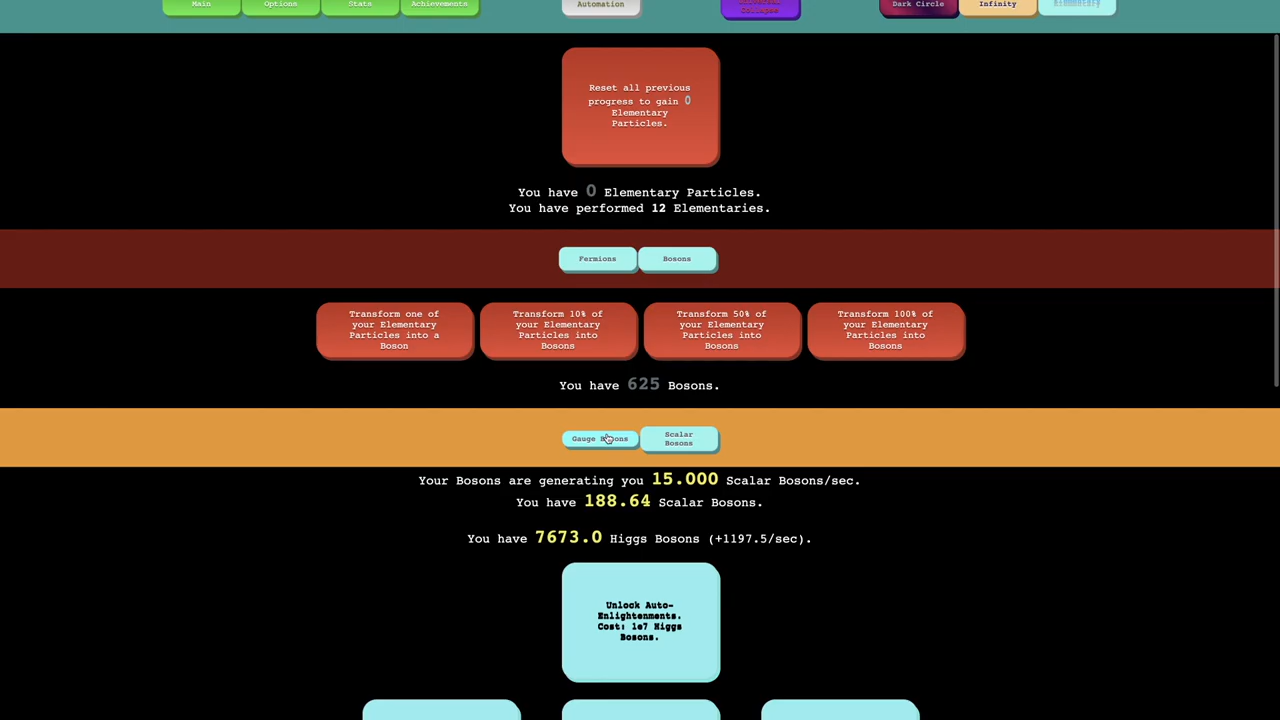 Main
Options
Stats
Achievements
Automation
Universal
Collapse
Dark Circle
Infinity
Elementary
Reset all previous
progress to gain 0
Elementary
Particles.
You have 0 Elementary Particles.
You have performed 12 Elementaries.
Fermions
Bosons
Transform one of
your Elementary
Particles into a
Boson
Transform 10% of
your Elementary
Particles into
Bosons
Transform 50% of
your Elementary
Particles into
Bosons
Transform 100% of
your Elementary
Particles into
Bosons
You have 625 Bosons.
Gauge Bosons
Scalar
Bosons
Your Bosons are generating you 15.000 Scalar Bosons/sec.
You have 188.64 Scalar Bosons.
You have 7673.0 Higgs Bosons (+1197.5/sec).
Unlock Auto-
Enlightenments.
Cost: 1e7 Higgs
Bosons.